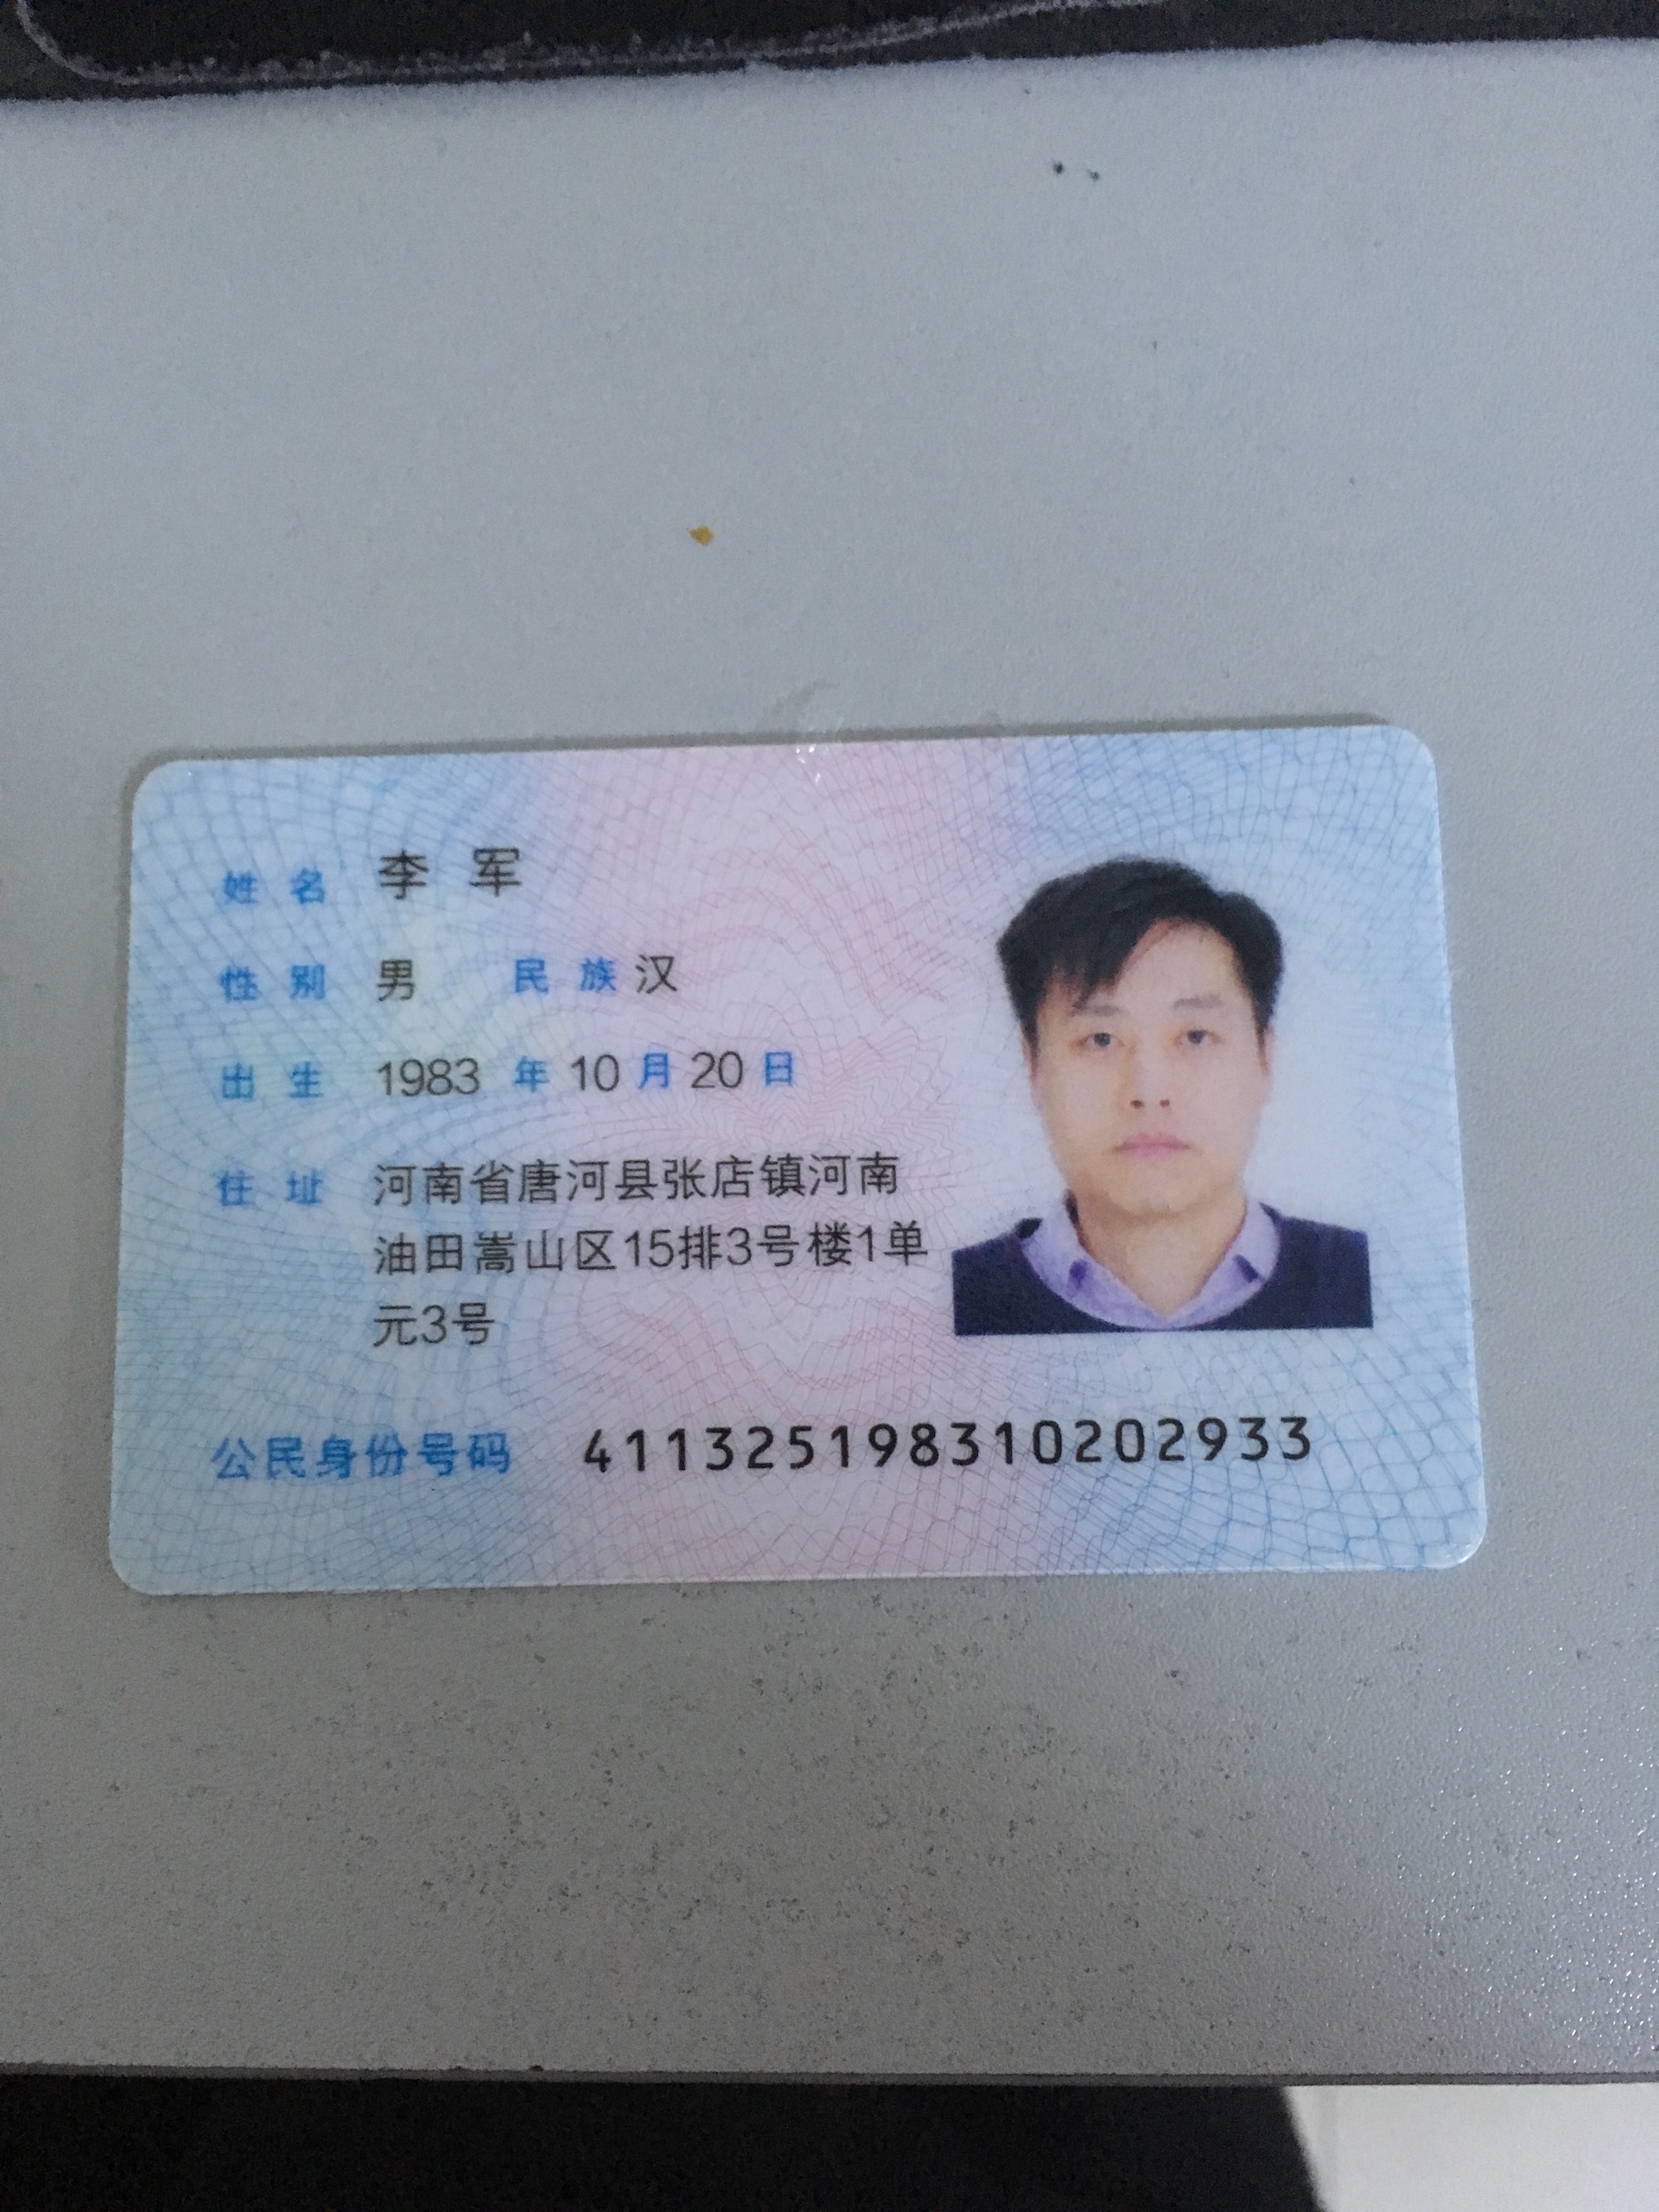 姓名 李军
性别 男 民族 汉
出生 1983 年 10 月 20 日
住址 河南省唐河县张店镇河南
油田嵩山区15排3号楼1单
元3号
公民身份号码 411325198310202933